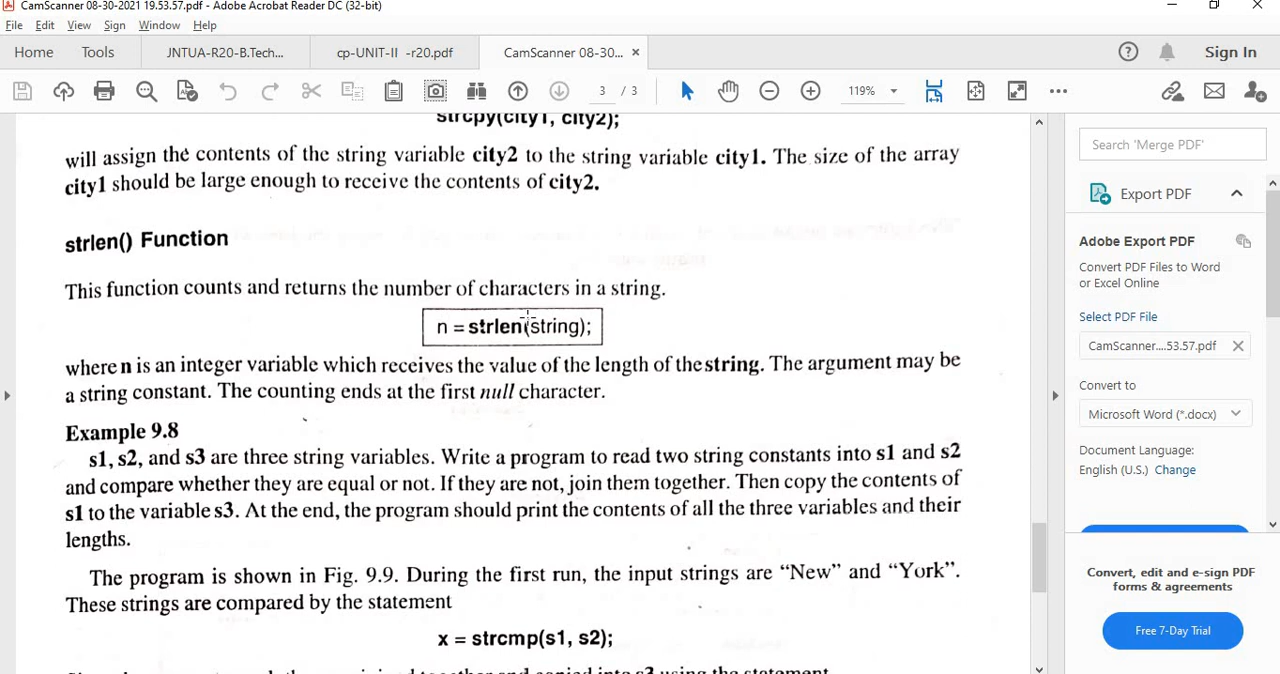 CamScanner 08-30-2021 19.53.57.pdf - Adobe Acrobat Reader DC (32-bit)
File Edit View Sign Window Help
Home Tools JNTUA-R20-B.Tech... cp-UNIT-II -r20.pdf CamScanner 08-30... Sign In
3 / 3 119%
strcpy(city1, city2);
will assign the contents of the string variable city2 to the string variable city1. The size of the array
city1 should be large enough to receive the contents of city2.
strlen() Function
This function counts and returns the number of characters in a string.
n = strlen(string);
where n is an integer variable which receives the value of the length of the string. The argument may be
a string constant. The counting ends at the first null character.
Example 9.8
s1, s2, and s3 are three string variables. Write a program to read two string constants into s1 and s2
and compare whether they are equal or not. If they are not, join them together. Then copy the contents of
s1 to the variable s3. At the end, the program should print the contents of all the three variables and their
lengths.
The program is shown in Fig. 9.9. During the first run, the input strings are “New” and “York”.
These strings are compared by the statement
x = strcmp(s1, s2);
Search 'Merge PDF'
Export PDF
Adobe Export PDF
Convert PDF Files to Word
or Excel Online
Select PDF File
CamScanner....53.57.pdf
Convert to
Microsoft Word (*.docx)
Document Language:
English (U.S.) Change
Convert, edit and e-sign PDF
forms & agreements
Free 7-Day Trial